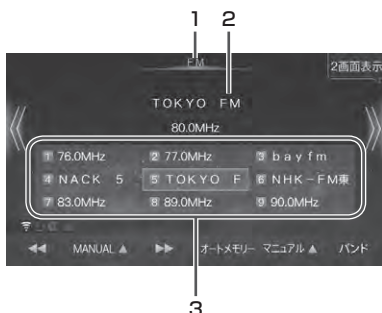 1 2
FM
2画面表示
TOKYO FM
80.0MHz
1 76.0MHz 2 77.0MHz 3 bayfm
4 NACK 5 5 TOKYO F 6 NHK-FM東
7 83.0MHz 8 89.0MHz 9 90.0MHz
◀◀ MANUAL ▲ ▶▶ オートメモリー マニュアル ▲ バンド
3